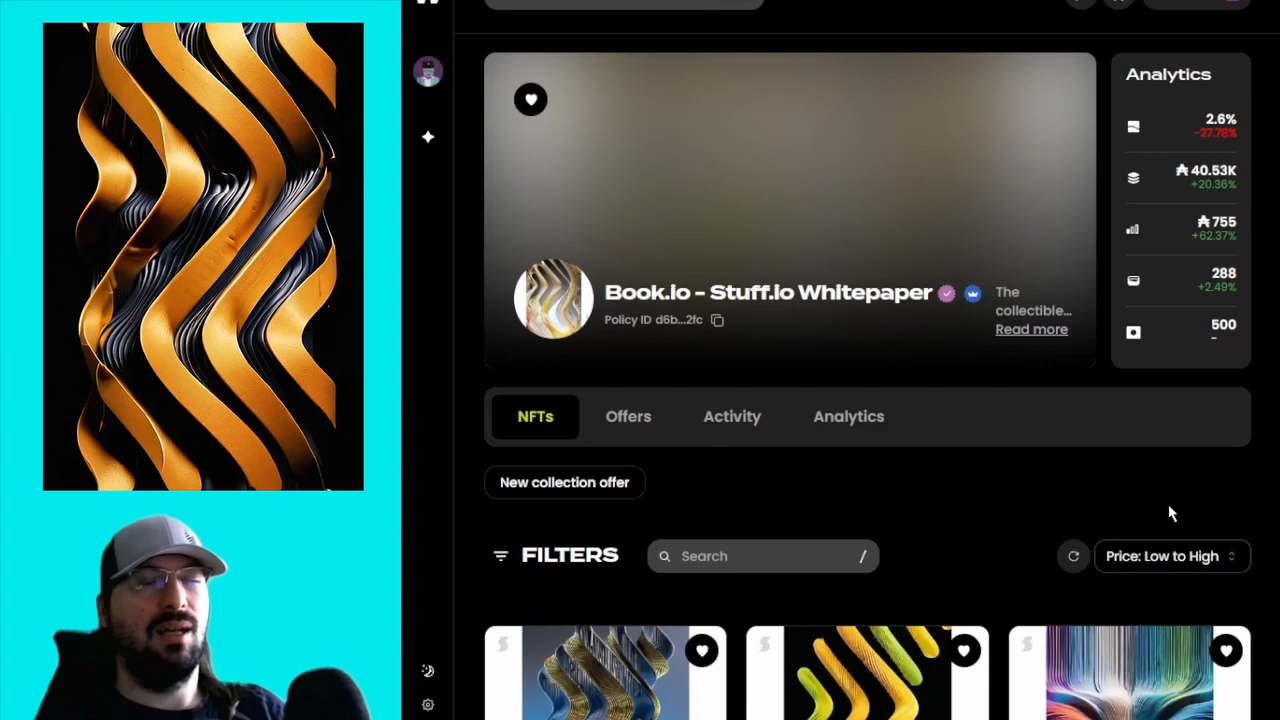 Analytics
2.6%
-27.78%
₳ 40.53K
+20.36%
₳ 755
+62.37%
288
+2.49%
500
-
Book.io - Stuff.io Whitepaper
Policy ID d6b...2fc
The
collectible...
Read more
NFTs Offers Activity Analytics
New collection offer
FILTERS
Search /
Price: Low to High